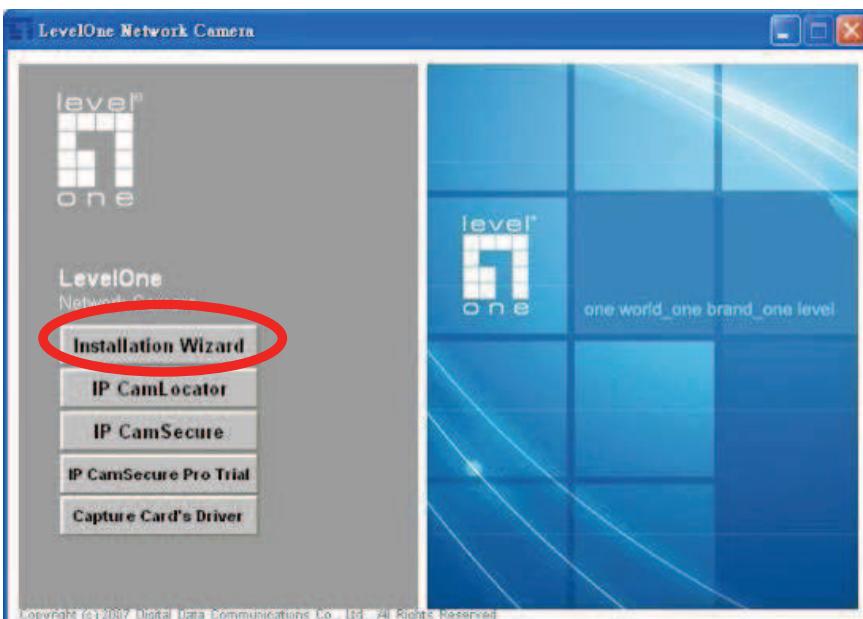 LevelOne Network Camera
level®
one
LevelOne
Network Camera
Installation Wizard
IP CamLocator
IP CamSecure
IP CamSecure Pro Trial
Capture Card's Driver
level®
one
one world_one brand_one level
Copyright (c) 2007 Digital Data Communications Co., Ltd. All Rights Reserved